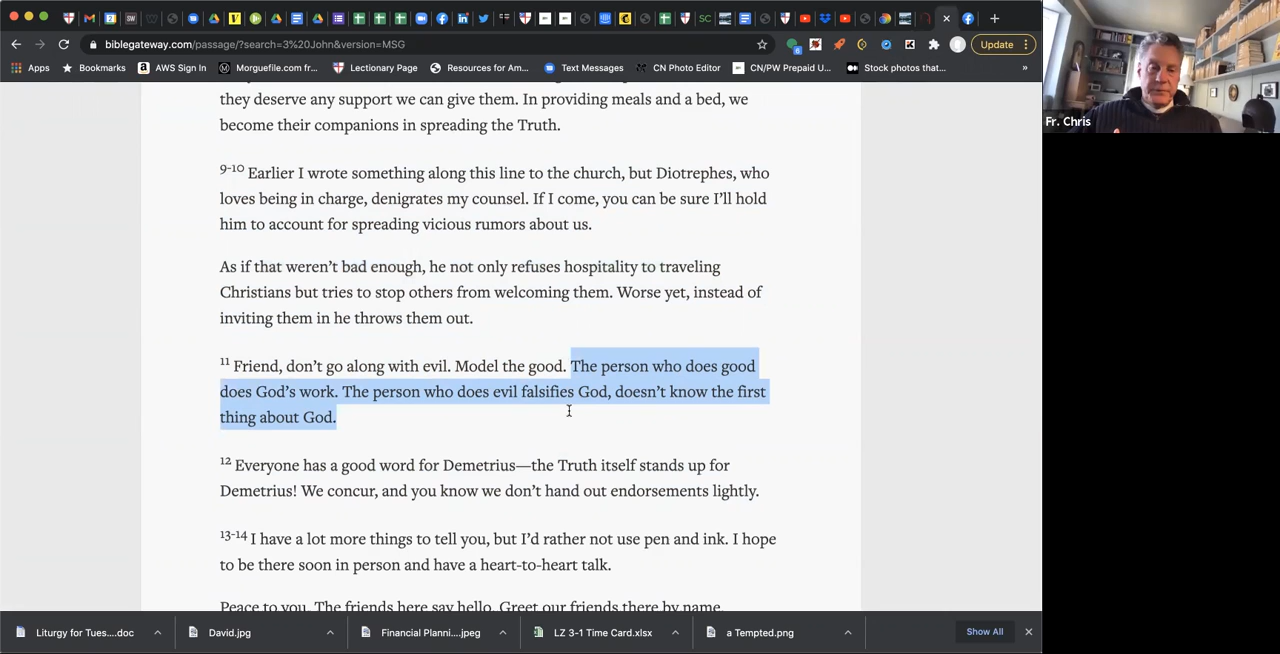 biblegateway.com/passage/?search=3%20John&version=MSG
Update
Apps
Bookmarks
AWS Sign In
Morguefile.com fr...
Lectionary Page
Resources for Am...
Text Messages
CN Photo Editor
CN/PW Prepaid U...
Stock photos that...
»
Fr. Chris
they deserve any support we can give them. In providing meals and a bed, we
become their companions in spreading the Truth.
9-10 Earlier I wrote something along this line to the church, but Diotrephes, who
loves being in charge, denigrates my counsel. If I come, you can be sure I’ll hold
him to account for spreading vicious rumors about us.
As if that weren’t bad enough, he not only refuses hospitality to traveling
Christians but tries to stop others from welcoming them. Worse yet, instead of
inviting them in he throws them out.
11 Friend, don’t go along with evil. Model the good. The person who does good
does God’s work. The person who does evil falsifies God, doesn’t know the first
thing about God.
12 Everyone has a good word for Demetrius—the Truth itself stands up for
Demetrius! We concur, and you know we don’t hand out endorsements lightly.
13-14 I have a lot more things to tell you, but I’d rather not use pen and ink. I hope
to be there soon in person and have a heart-to-heart talk.
Peace to you. The friends here say hello. Greet our friends there by name.
Liturgy for Tues....doc
David.jpg
Financial Planni....jpeg
LZ 3-1 Time Card.xlsx
a Tempted.png
Show All